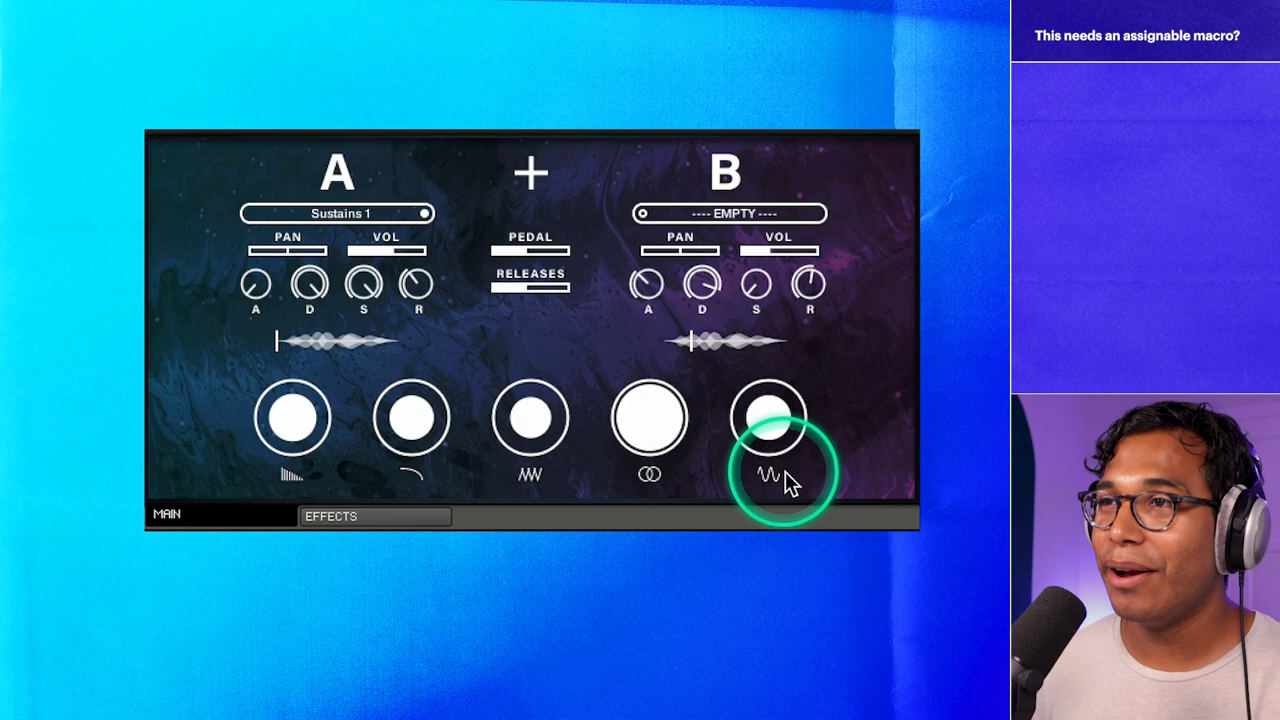 This needs an assignable macro?
A
+
B
Sustains 1
---- EMPTY ----
PAN
VOL
PEDAL
PAN
VOL
RELEASES
A
D
S
R
A
D
S
R
MAIN
EFFECTS